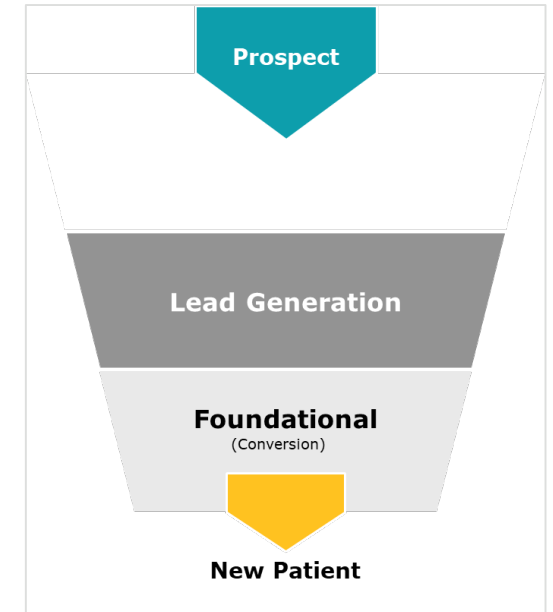 Prospect
Lead Generation
Foundational
(Conversion)
New Patient